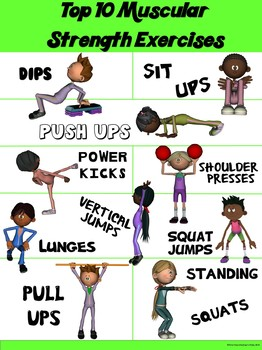 Top 10 Muscular
Strength Exercises
DIPS
SIT
UPS
PUSH UPS
POWER
KICKS
SHOULDER
PRESSES
VERTICAL
JUMPS
LUNGES
SQUAT
JUMPS
PULL
UPS
STANDING
SQUATS